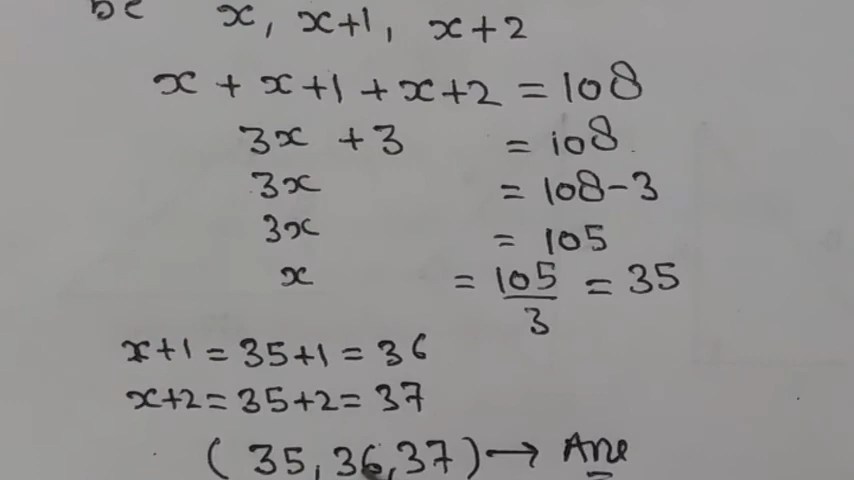 be x, x+1, x+2
x + x+1 + x+2 = 108
3x + 3 = 108
3x = 108-3
3x = 105
x = 105/3 = 35
x+1 = 35+1 = 36
x+2 = 35+2 = 37
(35, 36, 37) → Ans